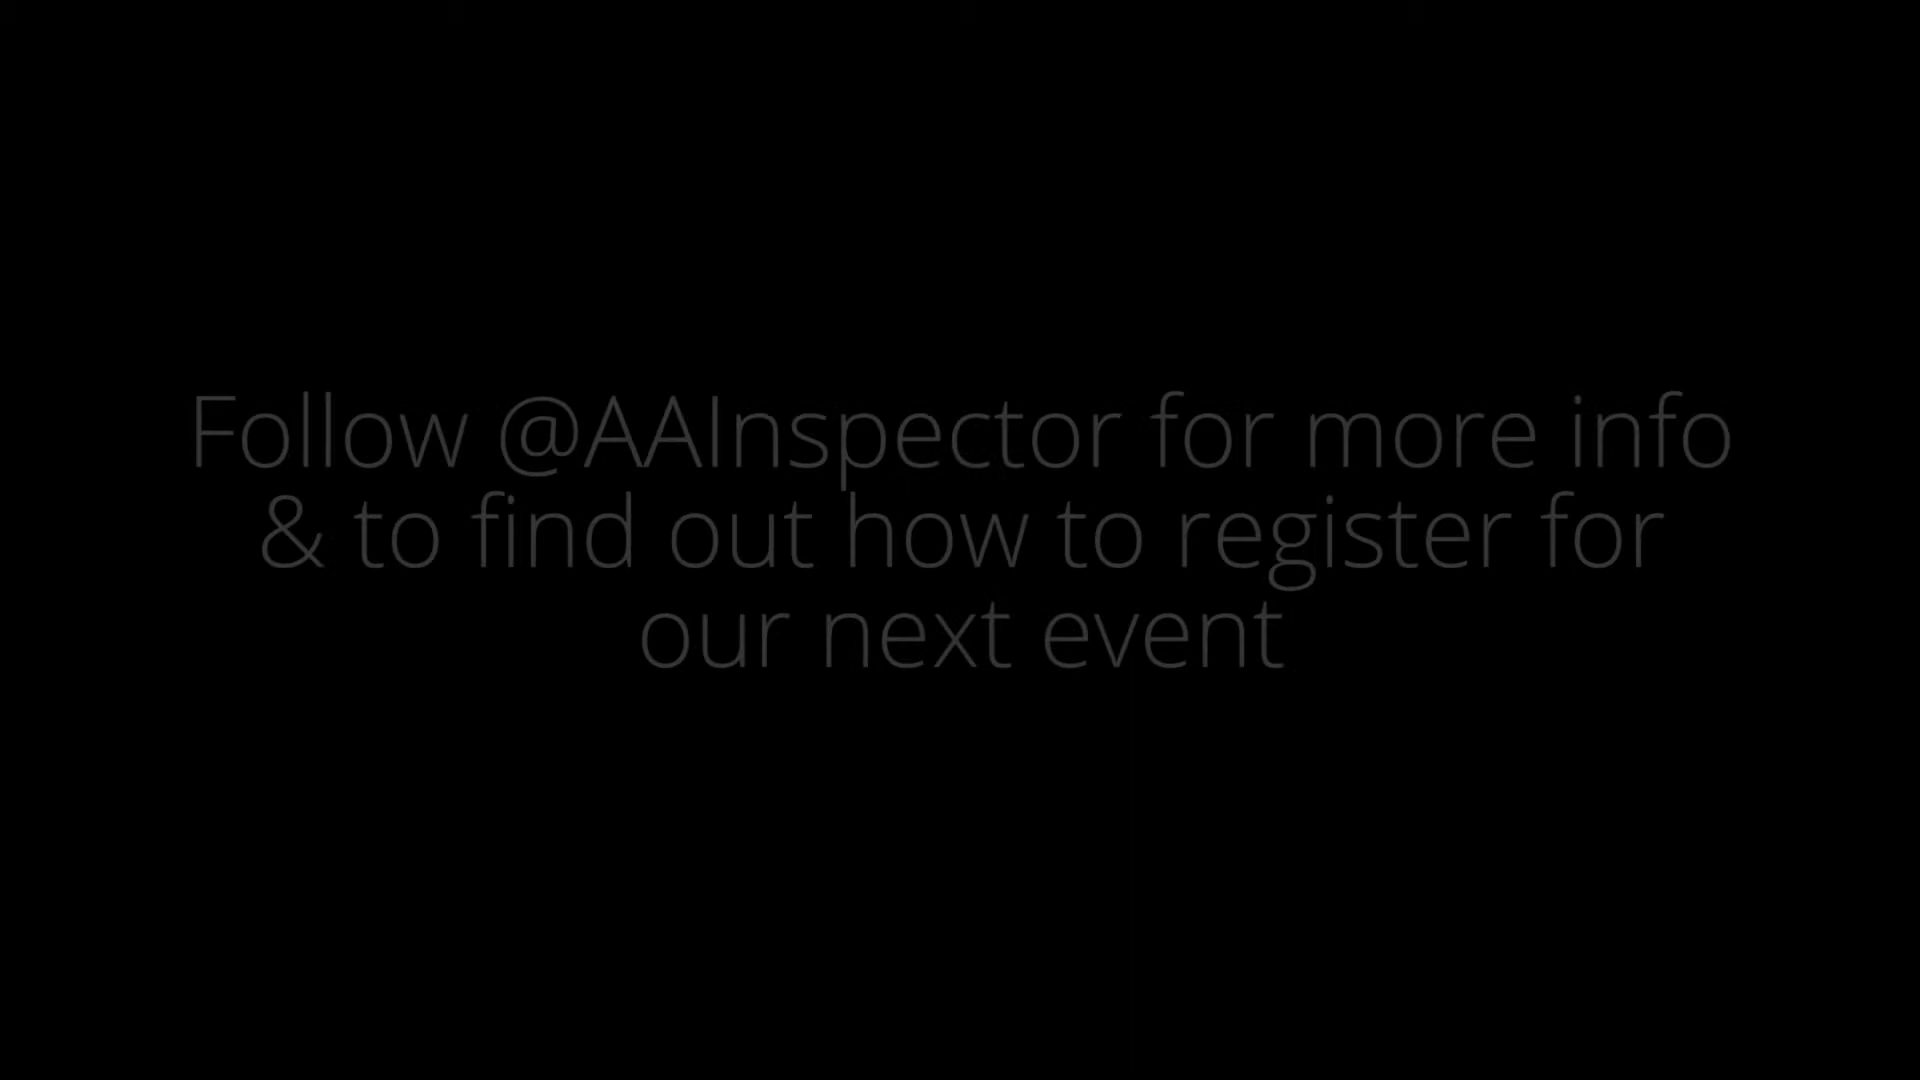 Follow @AAInspector for more info
& to find out how to register for
our next event